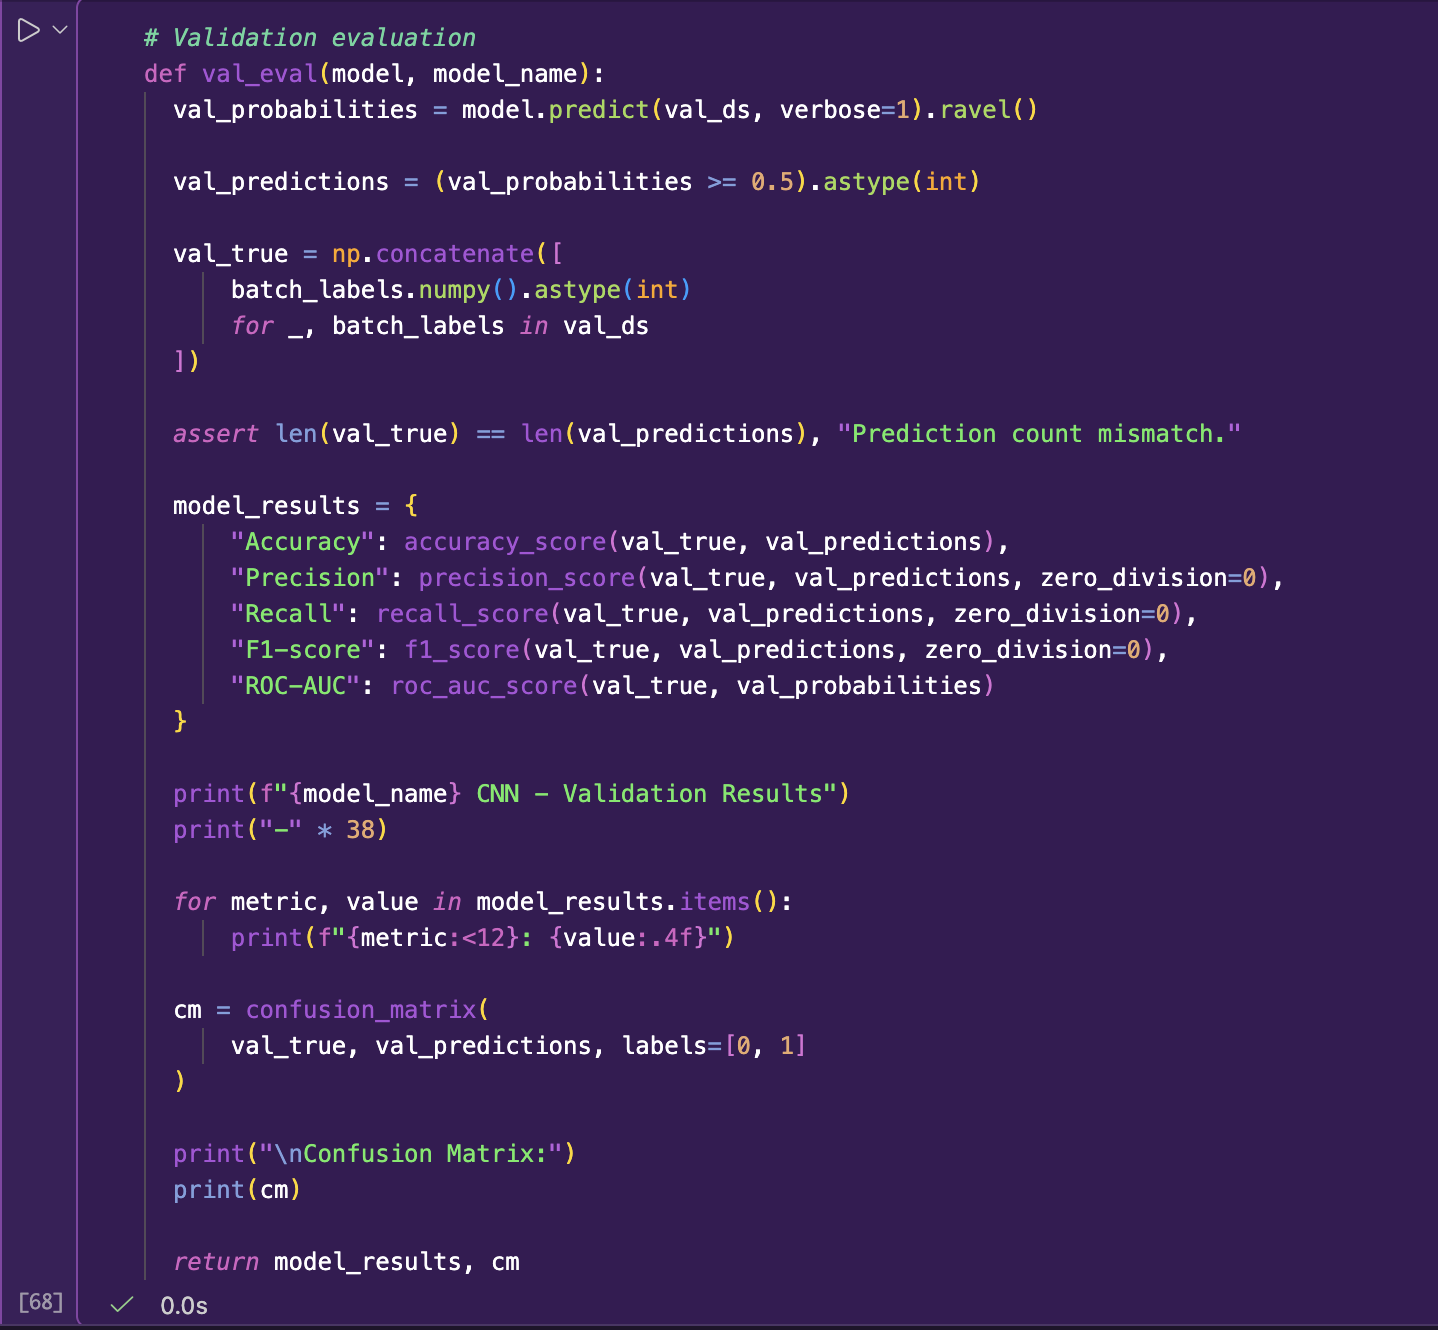 # Validation evaluation
def val_eval(model, model_name):
  val_probabilities = model.predict(val_ds, verbose=1).ravel()

  val_predictions = (val_probabilities >= 0.5).astype(int)

  val_true = np.concatenate([
      batch_labels.numpy().astype(int)
      for _, batch_labels in val_ds
  ])

  assert len(val_true) == len(val_predictions), "Prediction count mismatch."

  model_results = {
      "Accuracy": accuracy_score(val_true, val_predictions),
      "Precision": precision_score(val_true, val_predictions, zero_division=0),
      "Recall": recall_score(val_true, val_predictions, zero_division=0),
      "F1-score": f1_score(val_true, val_predictions, zero_division=0),
      "ROC-AUC": roc_auc_score(val_true, val_probabilities)
  }

  print(f"{model_name} CNN - Validation Results")
  print("-" * 38)

  for metric, value in model_results.items():
      print(f"{metric:<12}: {value:.4f}")

  cm = confusion_matrix(
      val_true, val_predictions, labels=[0, 1]
  )

  print("\nConfusion Matrix:")
  print(cm)

  return model_results, cm
[68]
0.0s